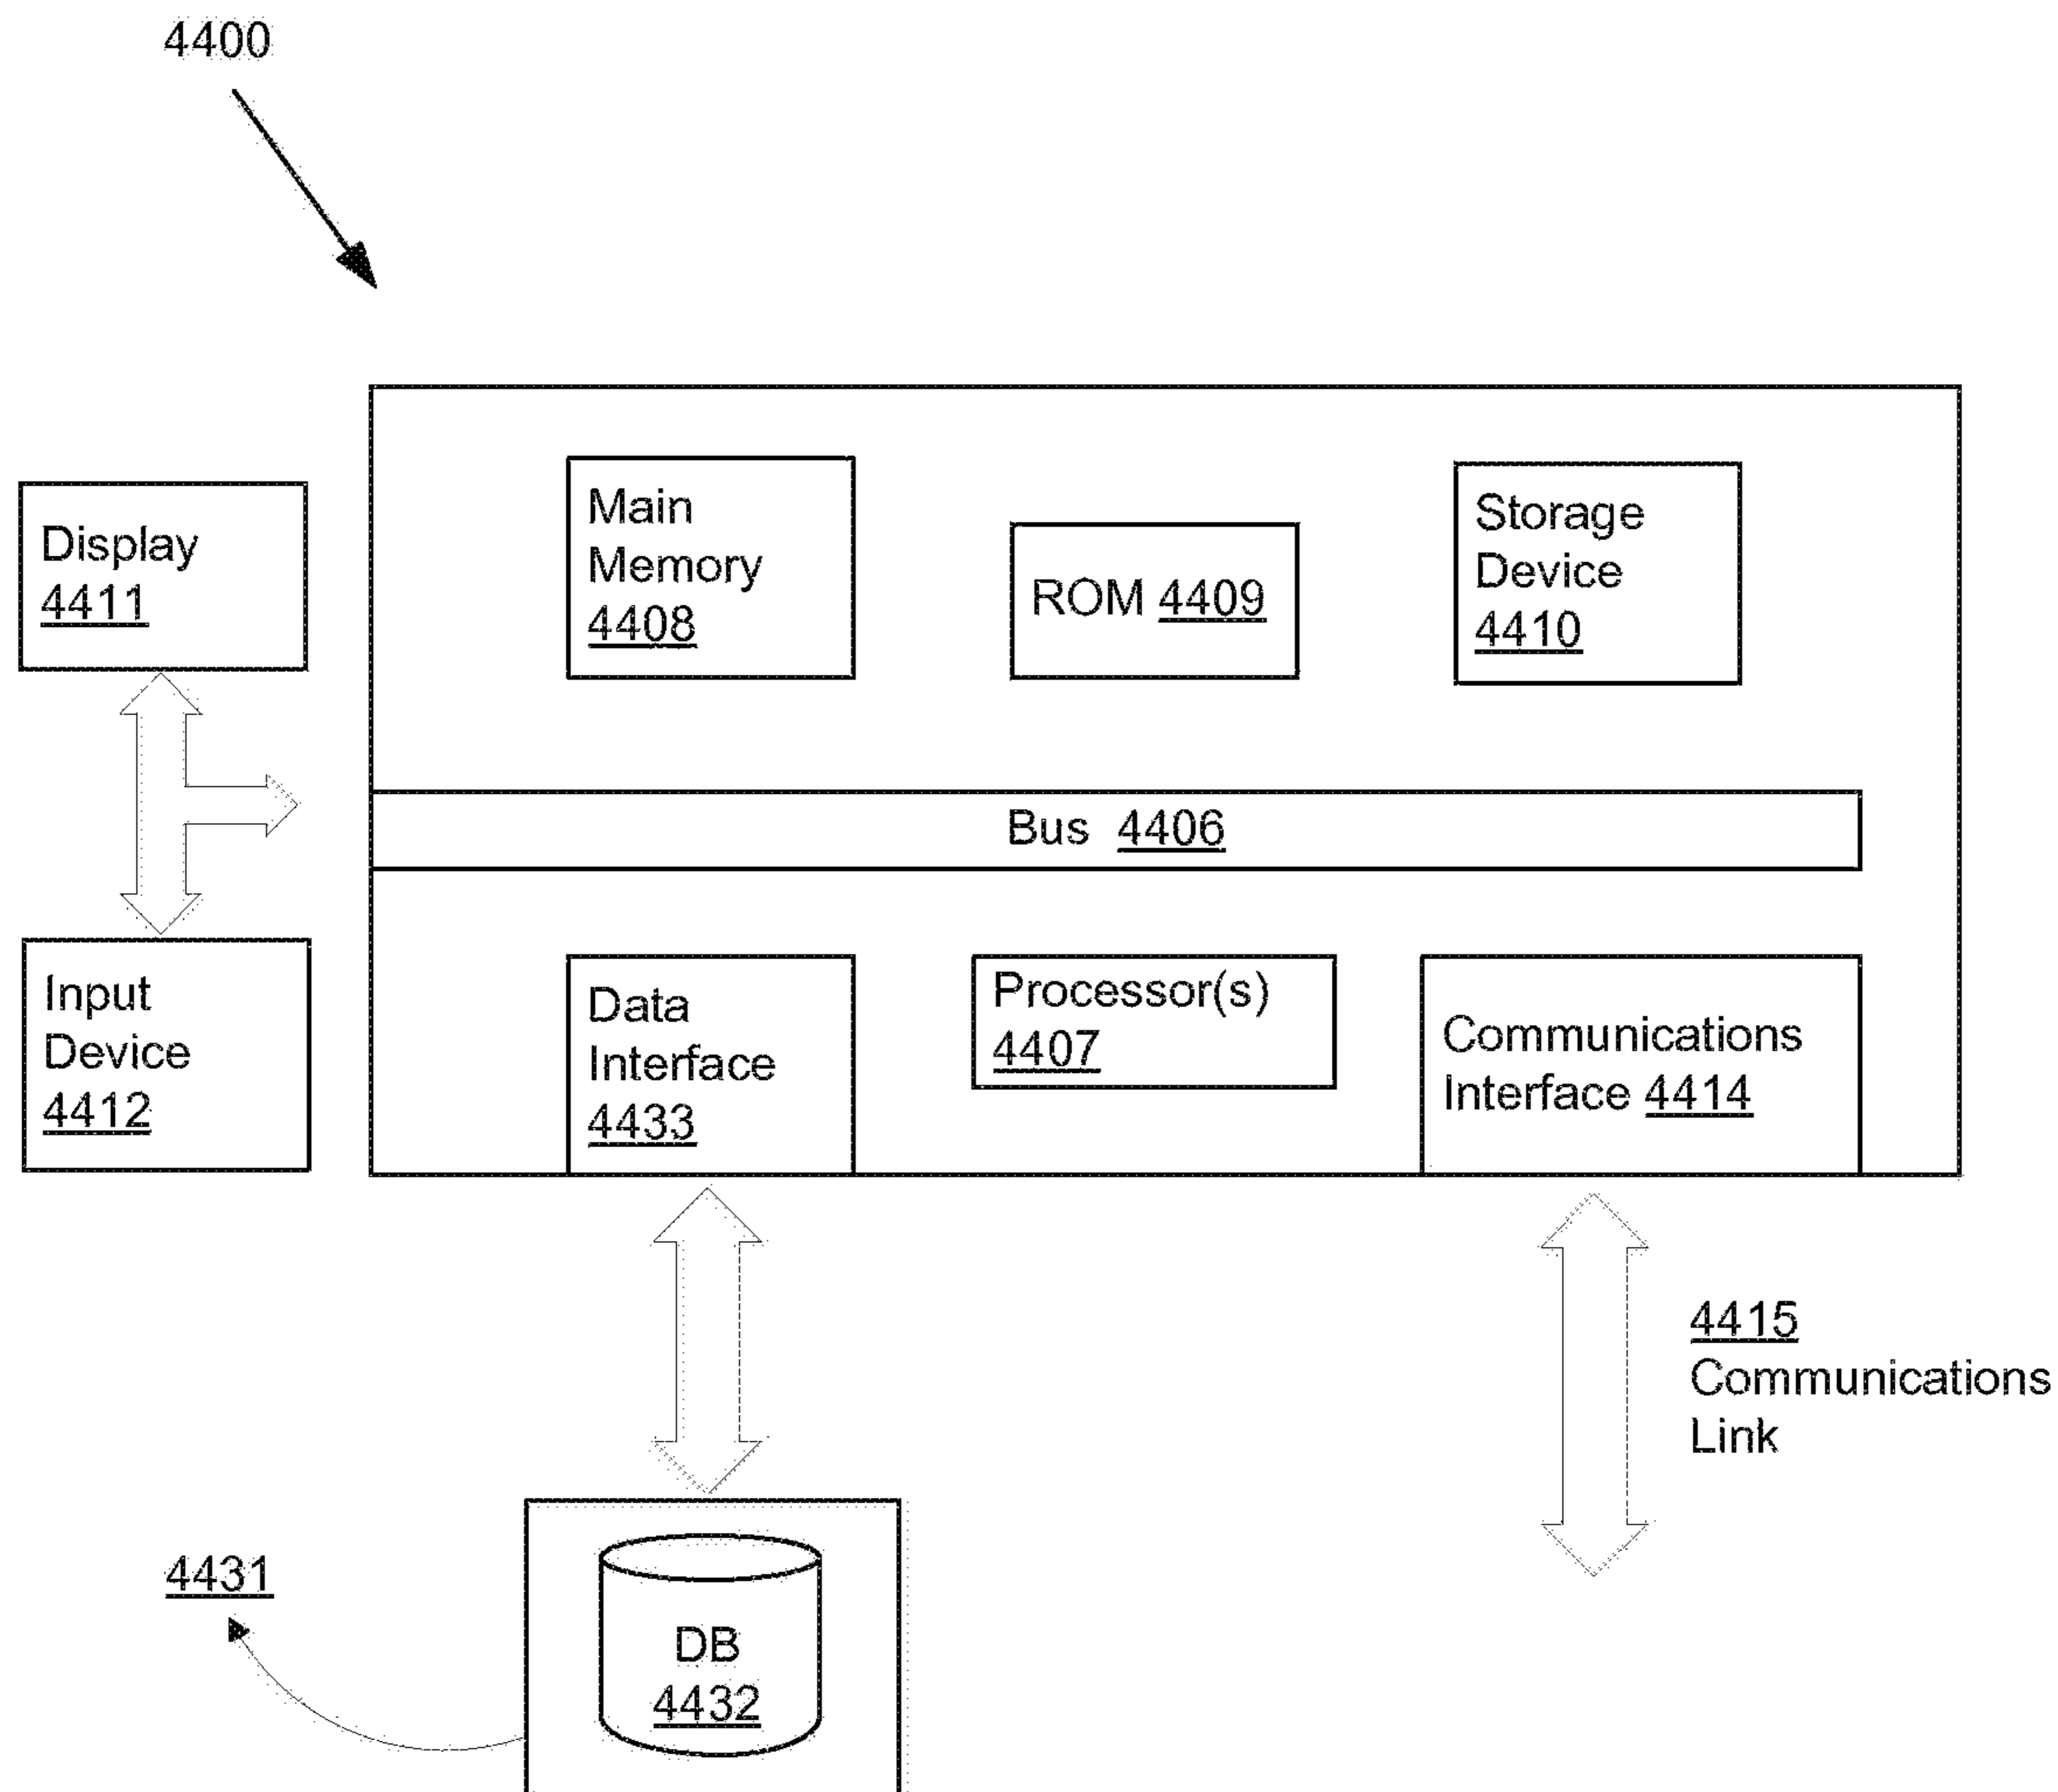 4400
Display
4411
Main
Memory
4408
ROM 4409
Storage
Device
4410
Bus 4406
Input
Device
4412
Data
Interface
4433
Processor(s)
4407
Communications
Interface 4414
4415
Communications
Link
4431
DB
4432